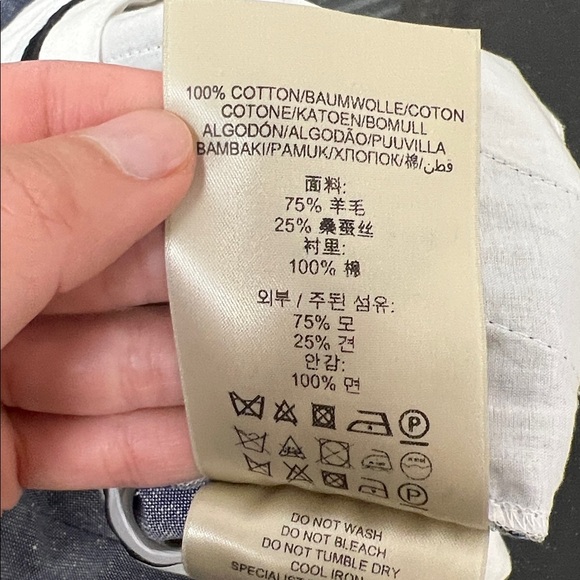 100% COTTON/BAUMWOLLE/COTON
COTONE/KATOEN/BOMULL
ALGODÓN/ALGODÃO/PUUVILLA
BAMBAKI/PAMUK/ХПОПОК/棉/قطن
面料:
75% 羊毛
25% 桑蚕丝
衬里:
100% 棉
외부 / 주된 섬유:
75% 모
25% 견
안감:
100% 면
P
DO NOT WASH
DO NOT BLEACH
DO NOT TUMBLE DRY
COOL IRON
SPECIALIST